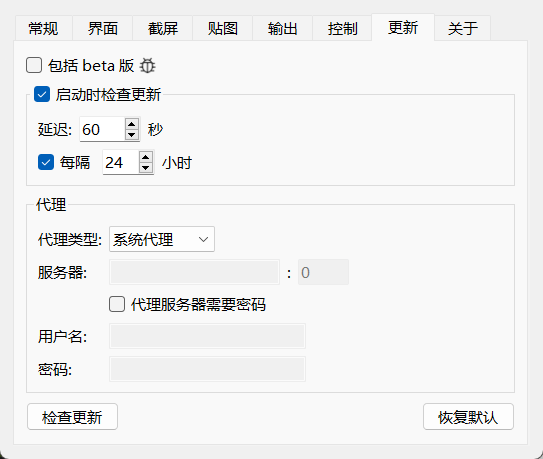 常规 界面 截屏 贴图 输出 控制 更新 关于
包括 beta 版
启动时检查更新
延迟: 60 秒
每隔 24 小时
代理
代理类型: 系统代理
服务器: : 0
代理服务器需要密码
用户名:
密码:
检查更新 恢复默认